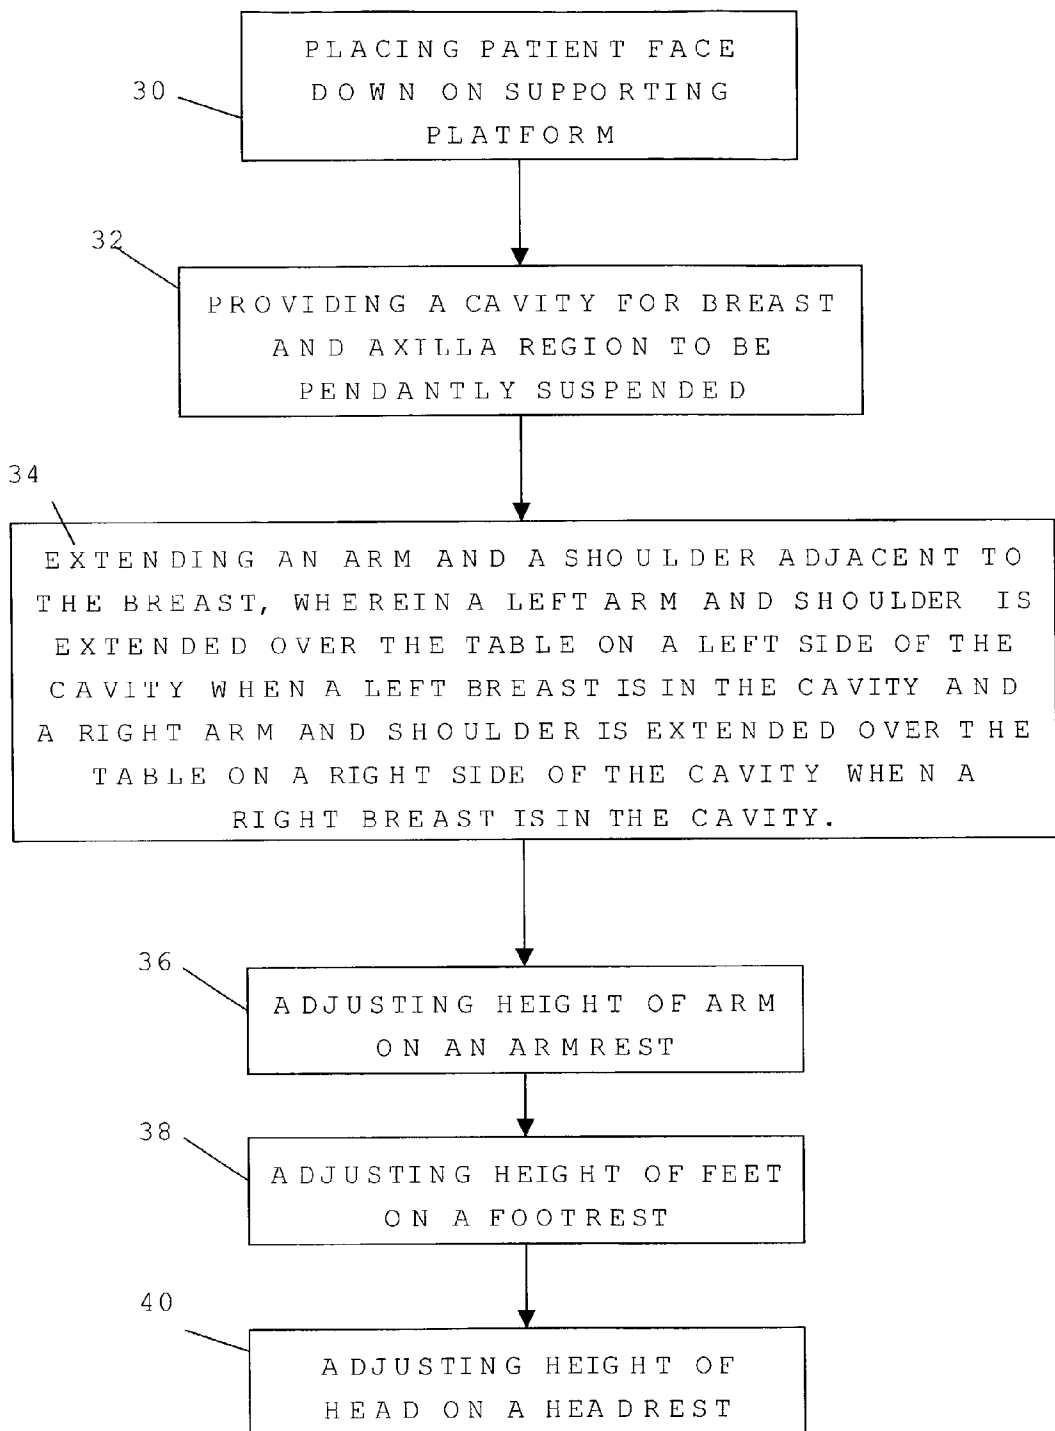 30
PLACING PATIENT FACE
DOWN ON SUPPORTING
PLATFORM
32
PROVIDING A CAVITY FOR BREAST
AND AXILLA REGION TO BE
PENDANTLY SUSPENDED
34
EXTENDING AN ARM AND A SHOULDER ADJACENT TO
THE BREAST, WHEREIN A LEFT ARM AND SHOULDER IS
EXTENDED OVER THE TABLE ON A LEFT SIDE OF THE
CAVITY WHEN A LEFT BREAST IS IN THE CAVITY AND
A RIGHT ARM AND SHOULDER IS EXTENDED OVER THE
TABLE ON A RIGHT SIDE OF THE CAVITY WHEN A
RIGHT BREAST IS IN THE CAVITY.
36
ADJUSTING HEIGHT OF ARM
ON AN ARMREST
38
ADJUSTING HEIGHT OF FEET
ON A FOOTREST
40
ADJUSTING HEIGHT OF
HEAD ON A HEADREST